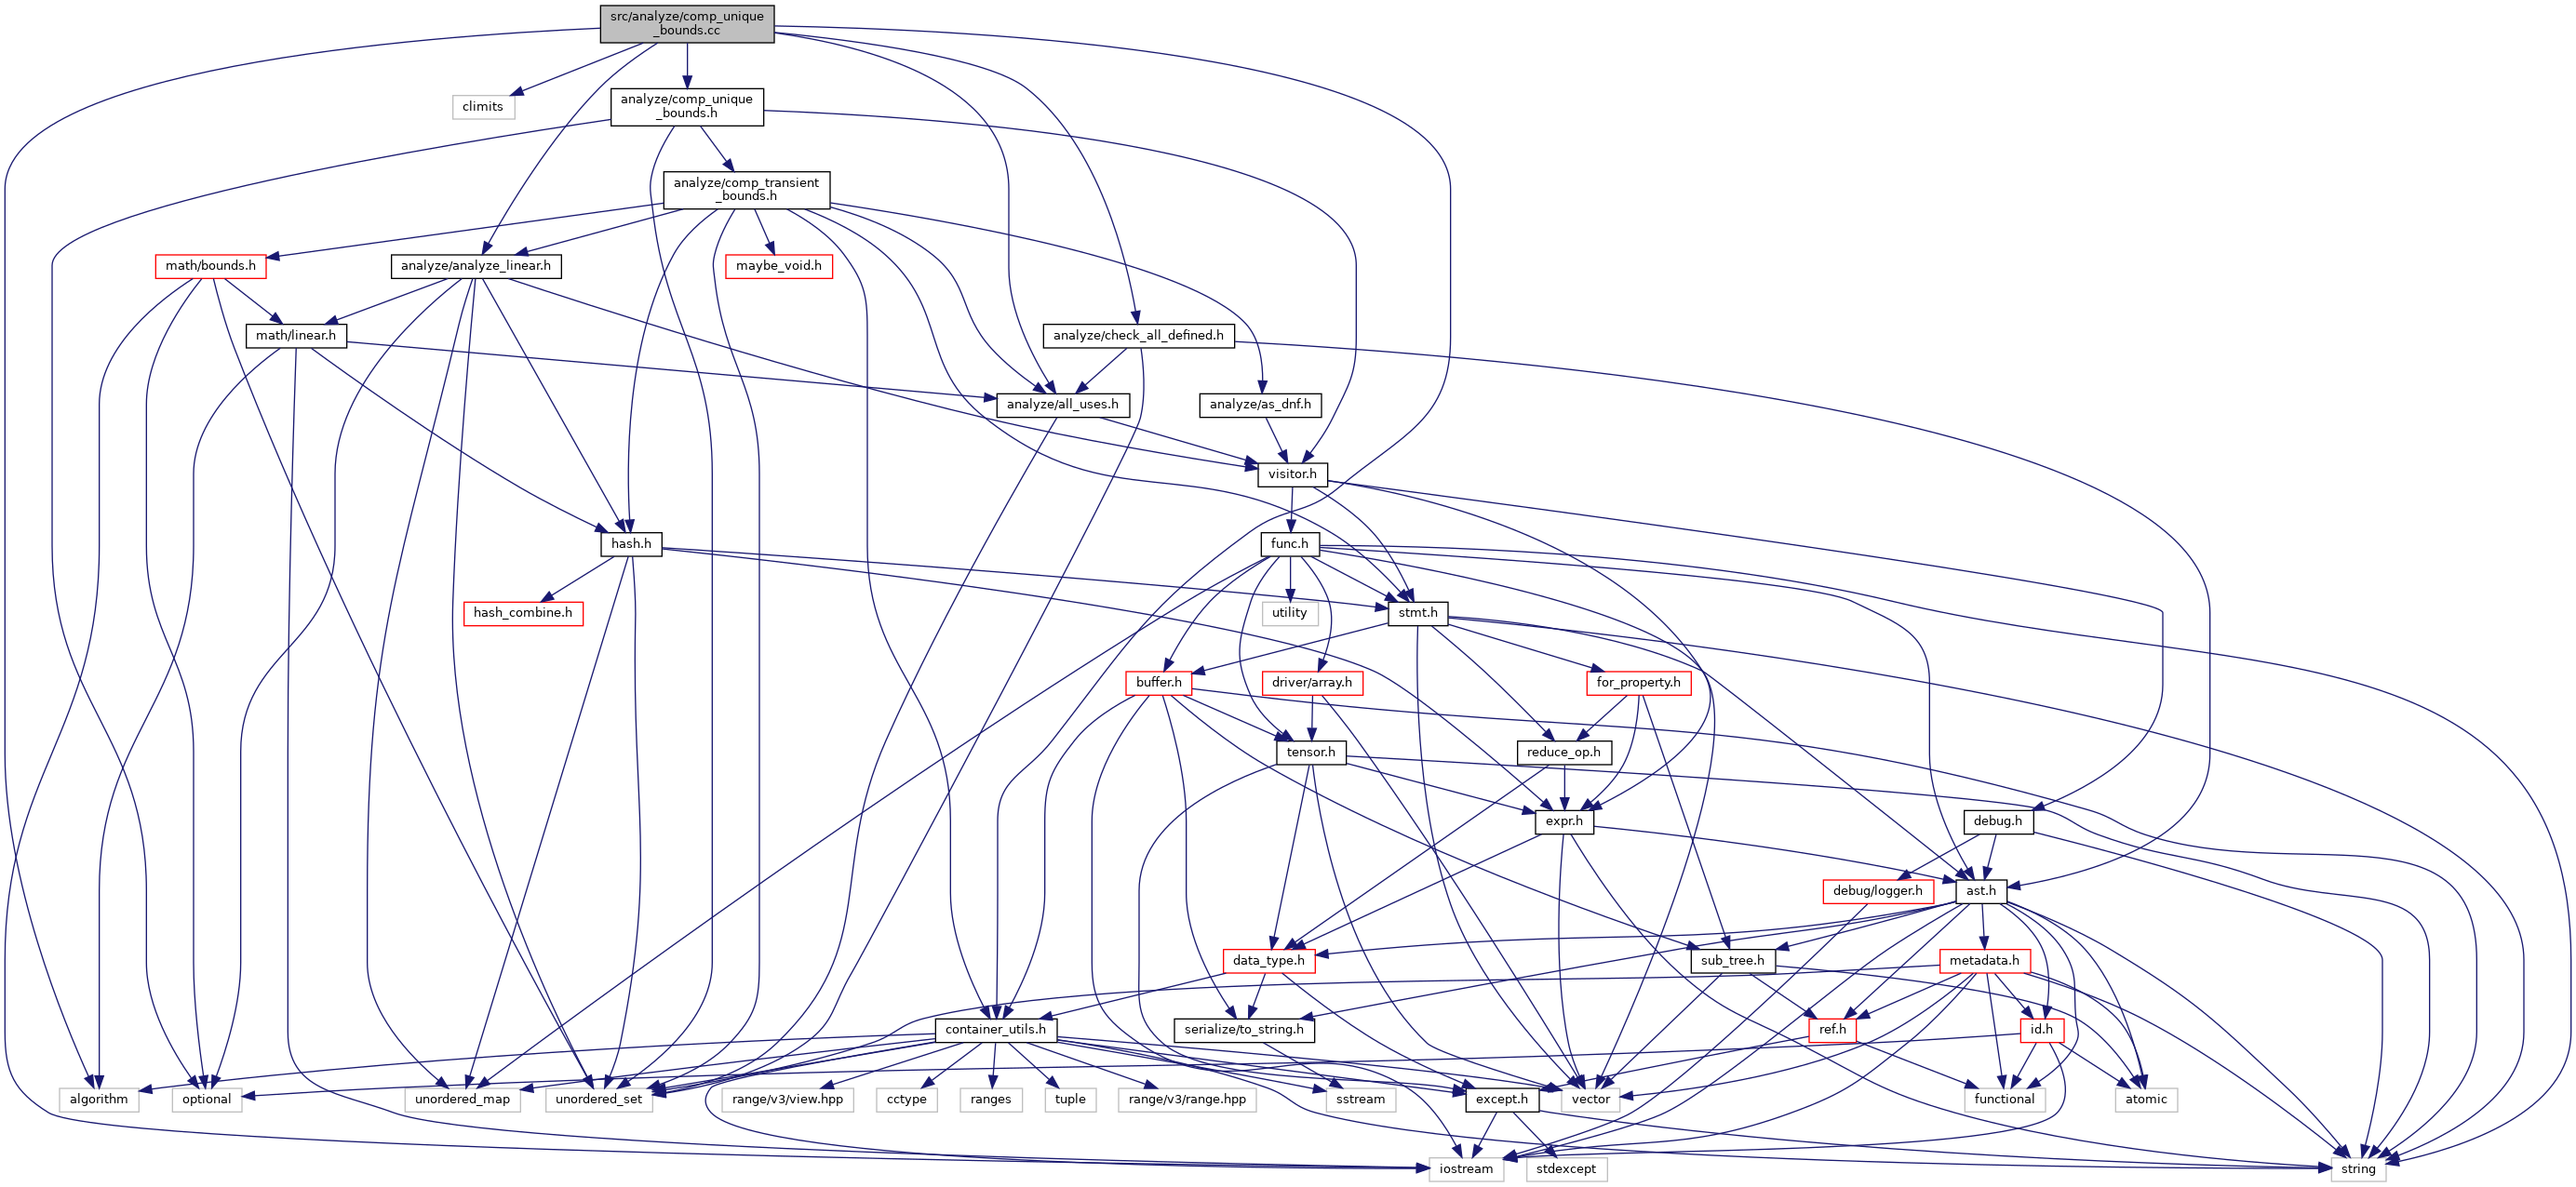 src/analyze/comp_unique
_bounds.cc
climits
analyze/comp_unique
_bounds.h
analyze/comp_transient
_bounds.h
math/bounds.h
analyze/analyze_linear.h
maybe_void.h
math/linear.h
analyze/check_all_defined.h
analyze/all_uses.h
analyze/as_dnf.h
visitor.h
hash.h
func.h
hash_combine.h
utility
stmt.h
buffer.h
driver/array.h
for_property.h
tensor.h
reduce_op.h
expr.h
debug.h
debug/logger.h
ast.h
data_type.h
sub_tree.h
metadata.h
container_utils.h
serialize/to_string.h
ref.h
id.h
algorithm
optional
unordered_map
unordered_set
range/v3/view.hpp
cctype
ranges
tuple
range/v3/range.hpp
sstream
except.h
vector
functional
atomic
iostream
stdexcept
string